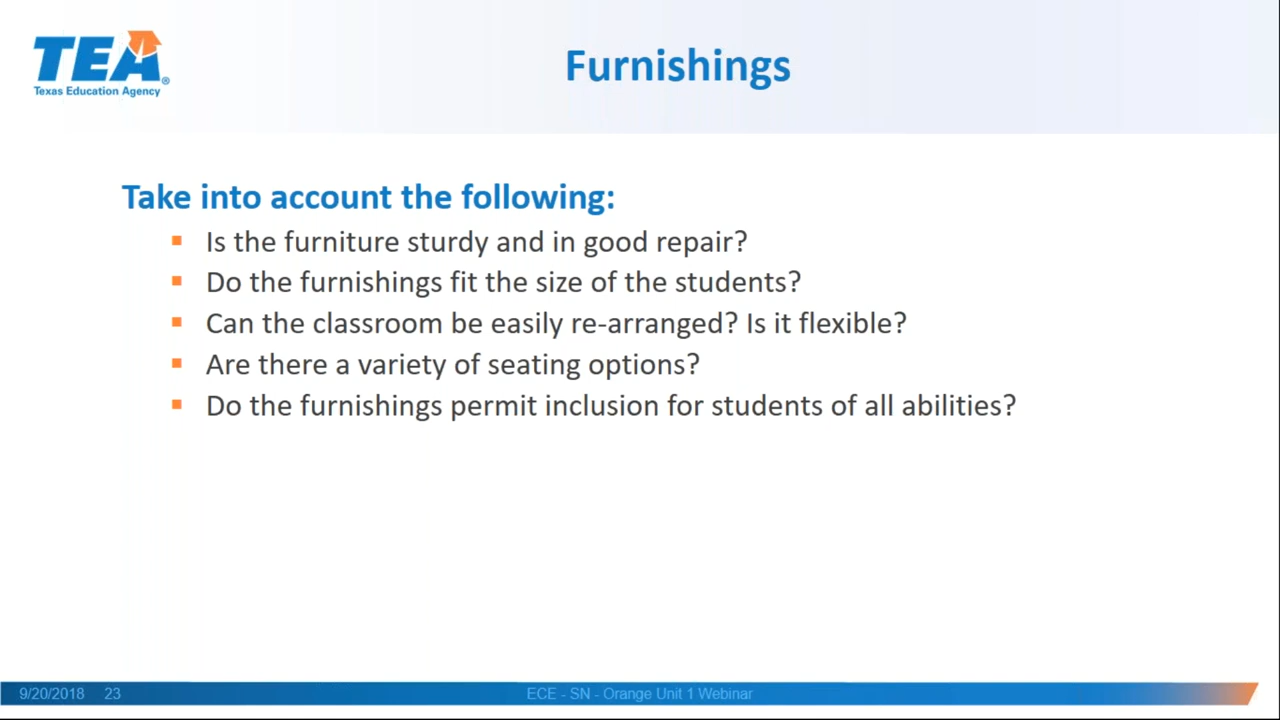 TEA®
Texas Education Agency
Furnishings
Take into account the following:
▪ Is the furniture sturdy and in good repair?
▪ Do the furnishings fit the size of the students?
▪ Can the classroom be easily re-arranged? Is it flexible?
▪ Are there a variety of seating options?
▪ Do the furnishings permit inclusion for students of all abilities?
9/20/2018 23 ECE - SN - Orange Unit 1 Webinar